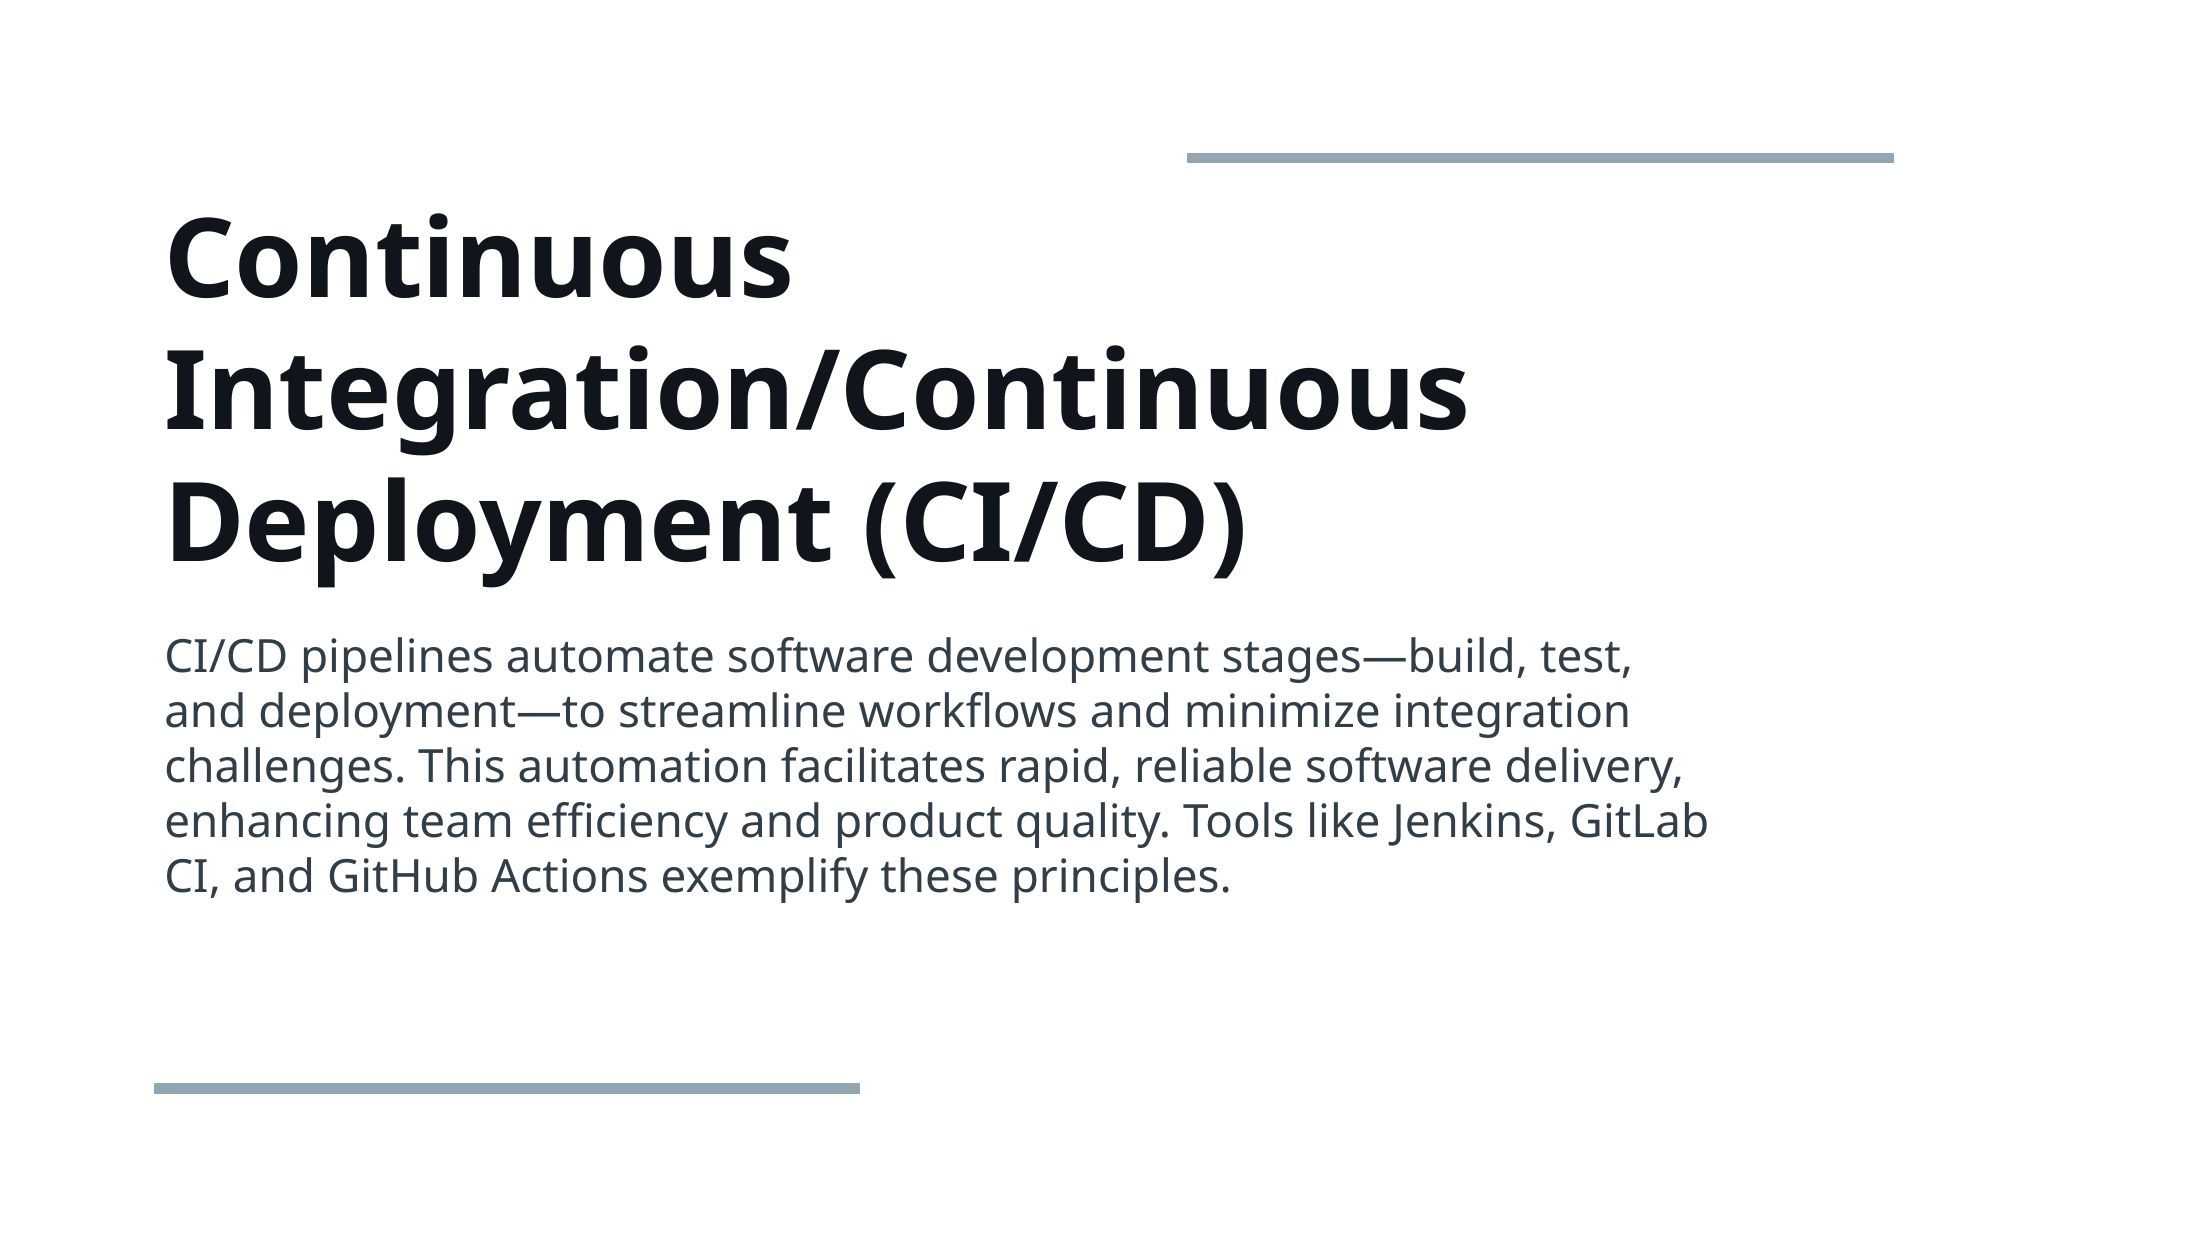 Continuous
Integration/Continuous
Deployment (CI/CD)
CI/CD pipelines automate software development stages—build, test,
and deployment—to streamline workflows and minimize integration
challenges. This automation facilitates rapid, reliable software delivery,
enhancing team efficiency and product quality. Tools like Jenkins, GitLab
CI, and GitHub Actions exemplify these principles.